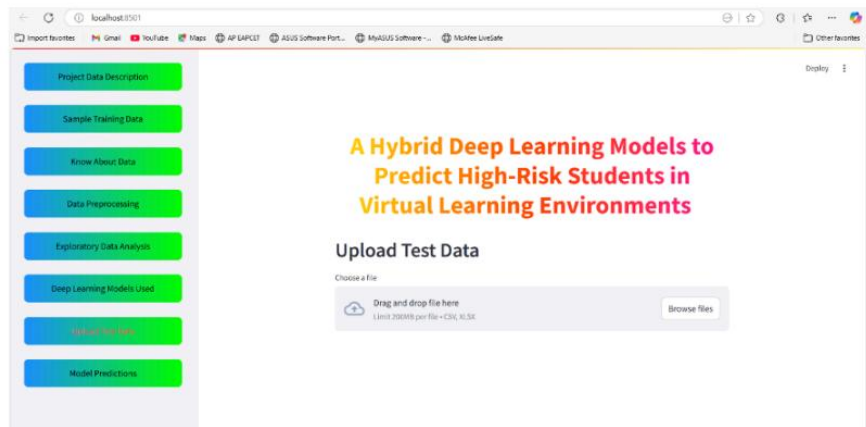 localhost:8501
Import favorites Gmail YouTube Maps AP EAPCET ASUS Software Port... MyASUS Software -... McAfee LiveSafe Other favorites
Deploy
Project Data Description
Sample Training Data
Know About Data
Data Preprocessing
Exploratory Data Analysis
Deep Learning Models Used
Upload Test Data
Model Predictions
A Hybrid Deep Learning Models to
Predict High-Risk Students in
Virtual Learning Environments
Upload Test Data
Choose a file
Drag and drop file here
Limit 200MB per file • CSV, XLSX
Browse files